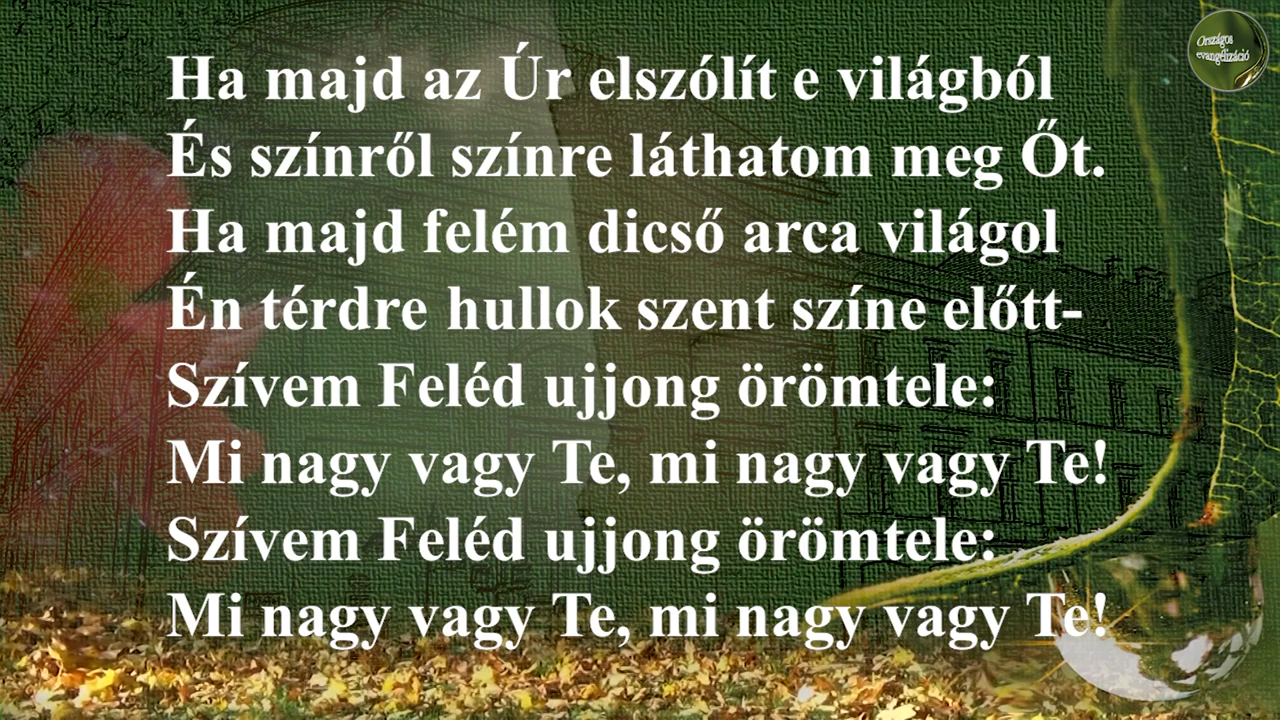 Országos
evangélizáció
Ha majd az Úr elszólít e világból
És színről színre láthatom meg Őt.
Ha majd felém dicső arca világol
Én térdre hullok szent színe előtt-
Szívem Feléd ujjong örömtele:
Mi nagy vagy Te, mi nagy vagy Te!
Szívem Feléd ujjong örömtele:
Mi nagy vagy Te, mi nagy vagy Te!